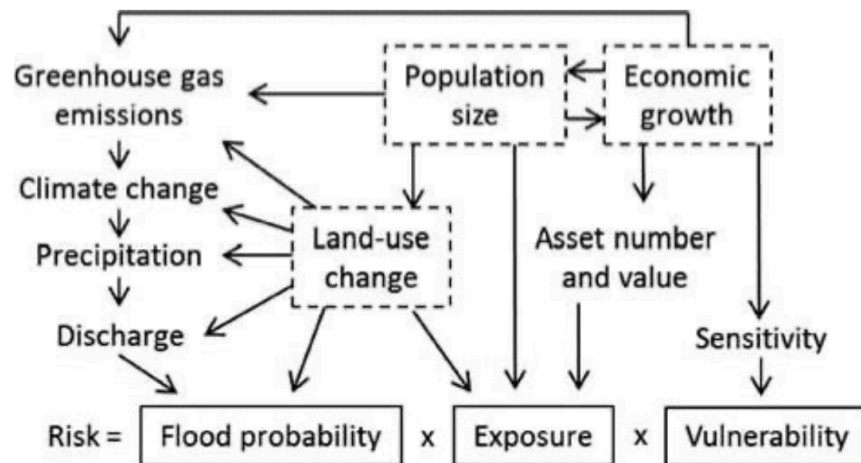 Greenhouse gas
emissions
Population
size
Economic
growth
Climate change
Precipitation
Discharge
Land-use
change
Asset number
and value
Sensitivity
Risk = Flood probability x Exposure x Vulnerability